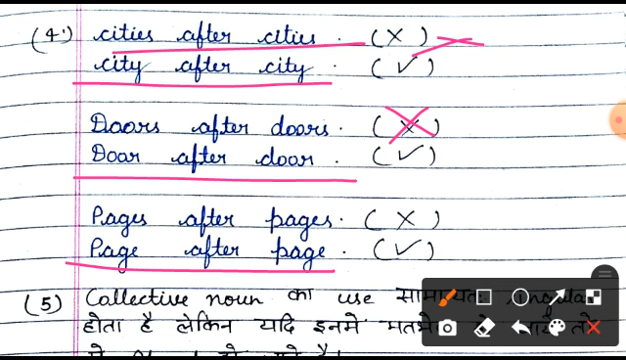 (4.) cities after cities. (X)
city after city. (✓)
Doors after doors. (X)
Door after door. (✓)
Pages after pages. (X)
Page after page. (✓)
(5) Collective noun का use सामान्यतः
होता है लेकिन यदि इनमें तो